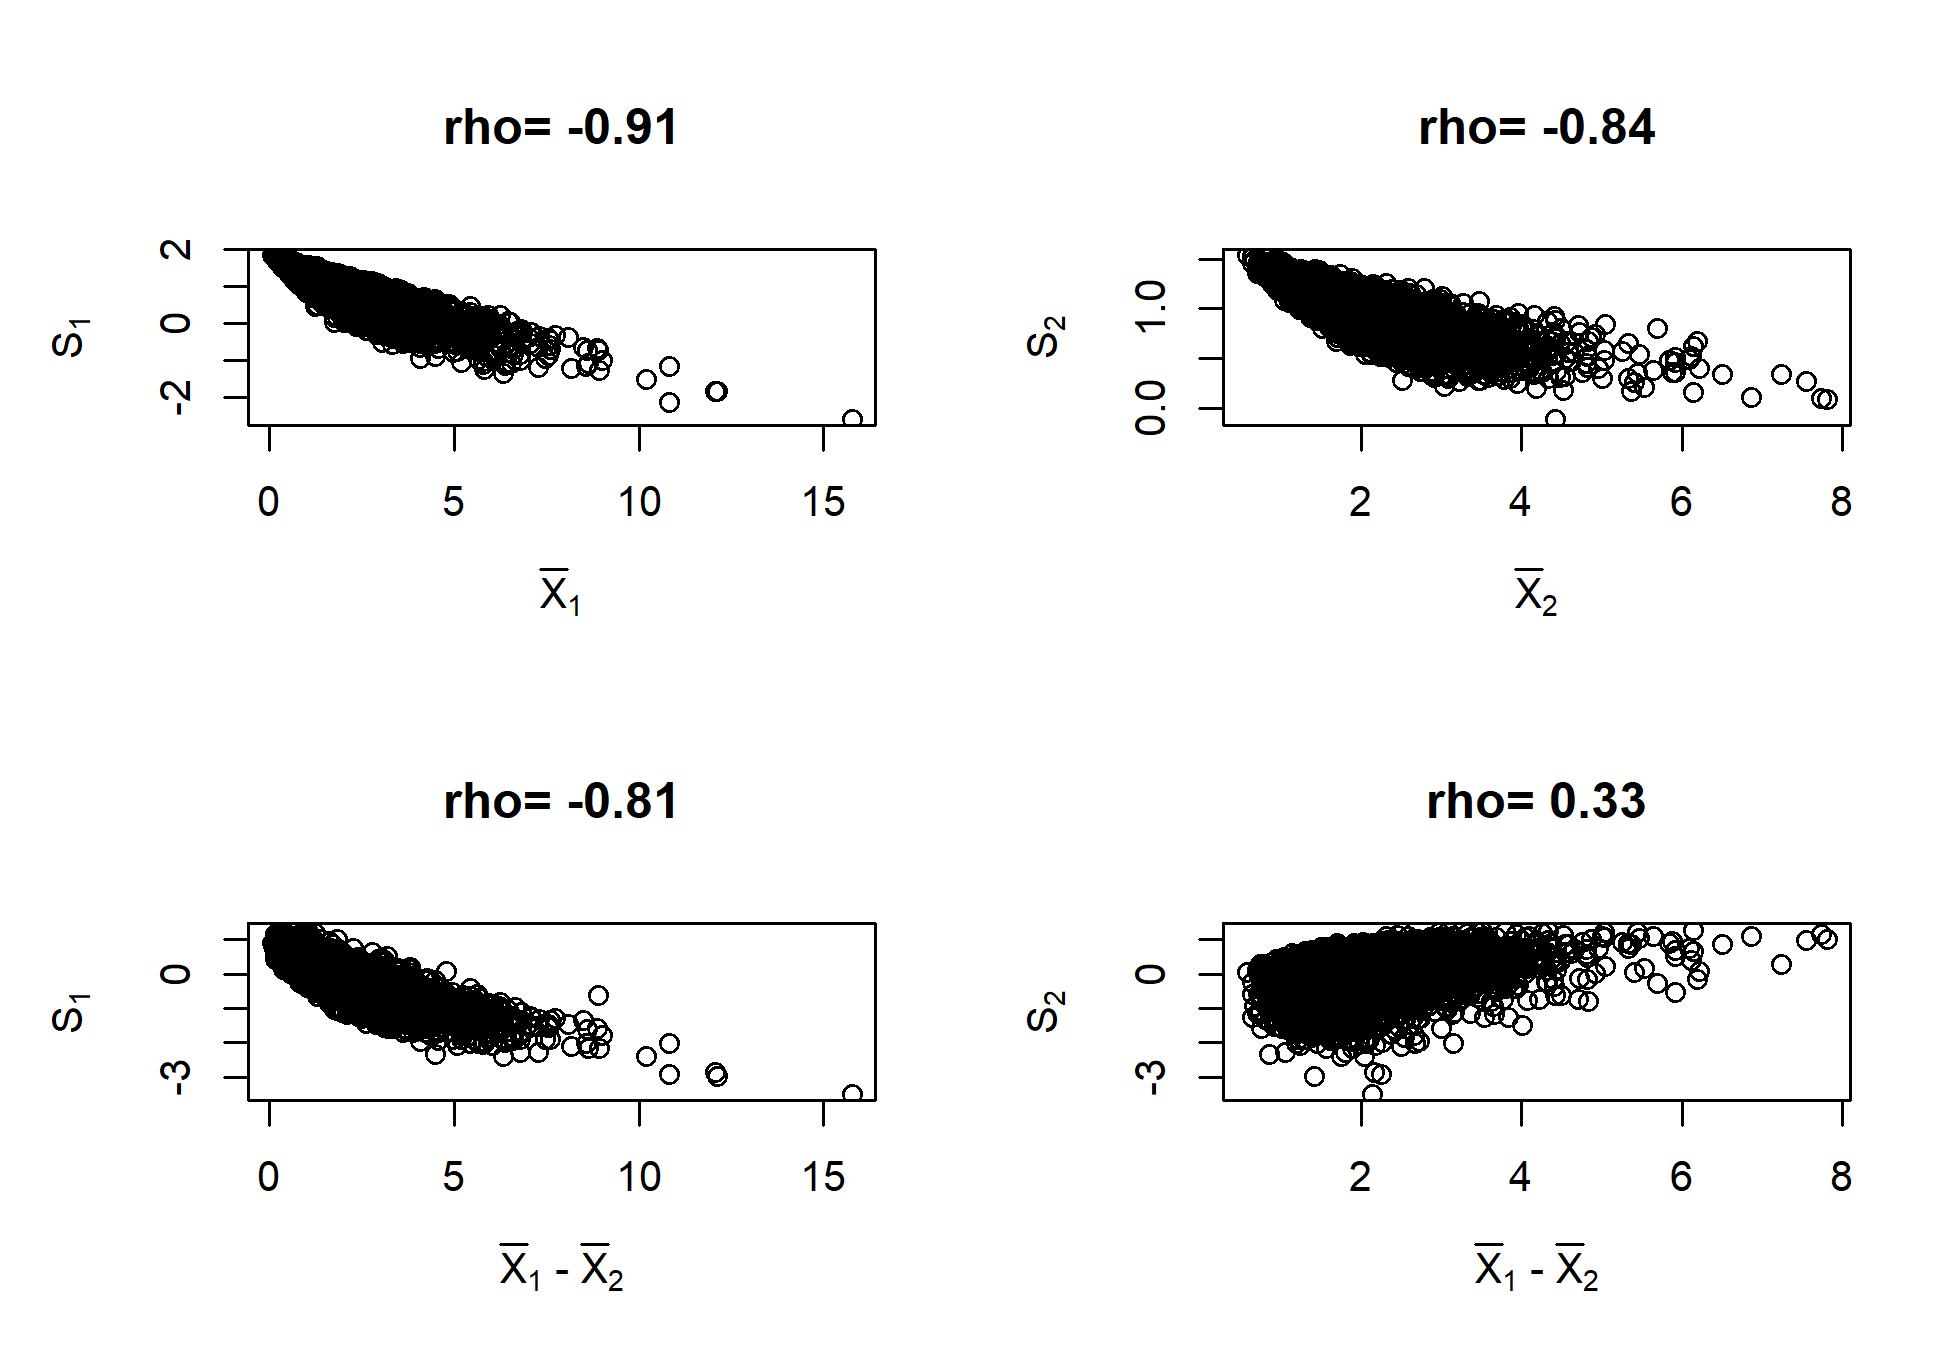 rho= -0.91
S1
2
0
-2
0 5 10 15
X̅1
rho= -0.84
S2
1.0
0.0
2 4 6 8
X̅2
rho= -0.81
S1
0
-3
0 5 10 15
X̅1 - X̅2
rho= 0.33
S2
0
-3
2 4 6 8
X̅1 - X̅2